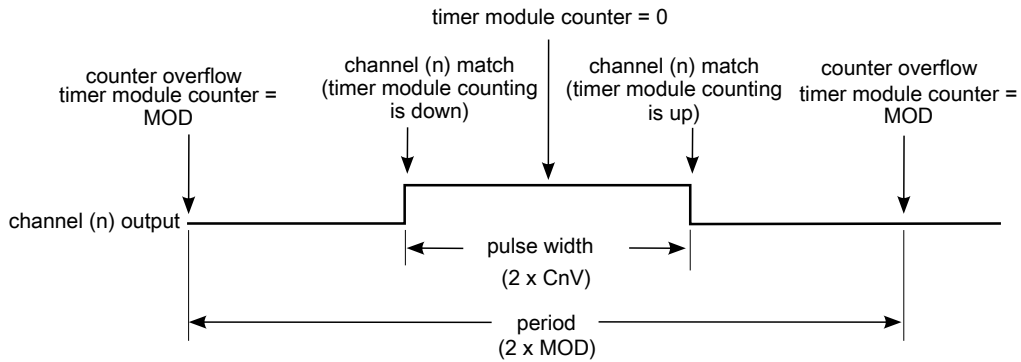 timer module counter = 0
counter overflow
timer module counter =
MOD
channel (n) match
(timer module counting
is down)
channel (n) match
(timer module counting
is up)
counter overflow
timer module counter =
MOD
channel (n) output
pulse width
(2 x CnV)
period
(2 x MOD)